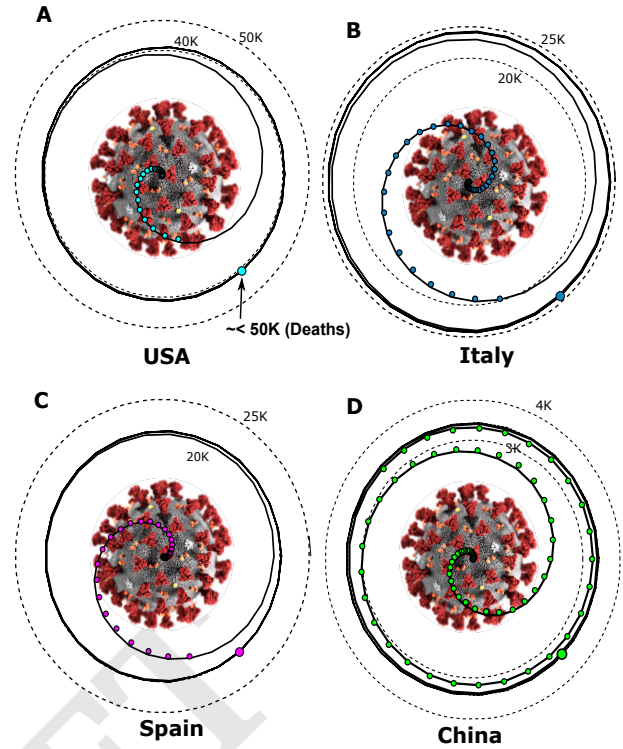 A
40K
50K
~< 50K (Deaths)
USA
B
25K
20K
Italy
C
25K
20K
Spain
D
4K
3K
China